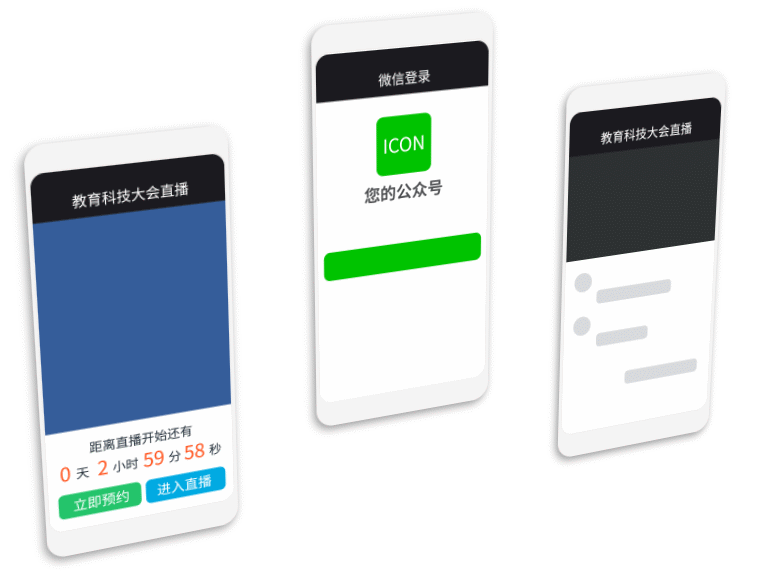 教育科技大会直播
距离直播开始还有
0 天 2 小时 59 分 58 秒
立即预约 进入直播
微信登录
ICON
您的公众号
教育科技大会直播